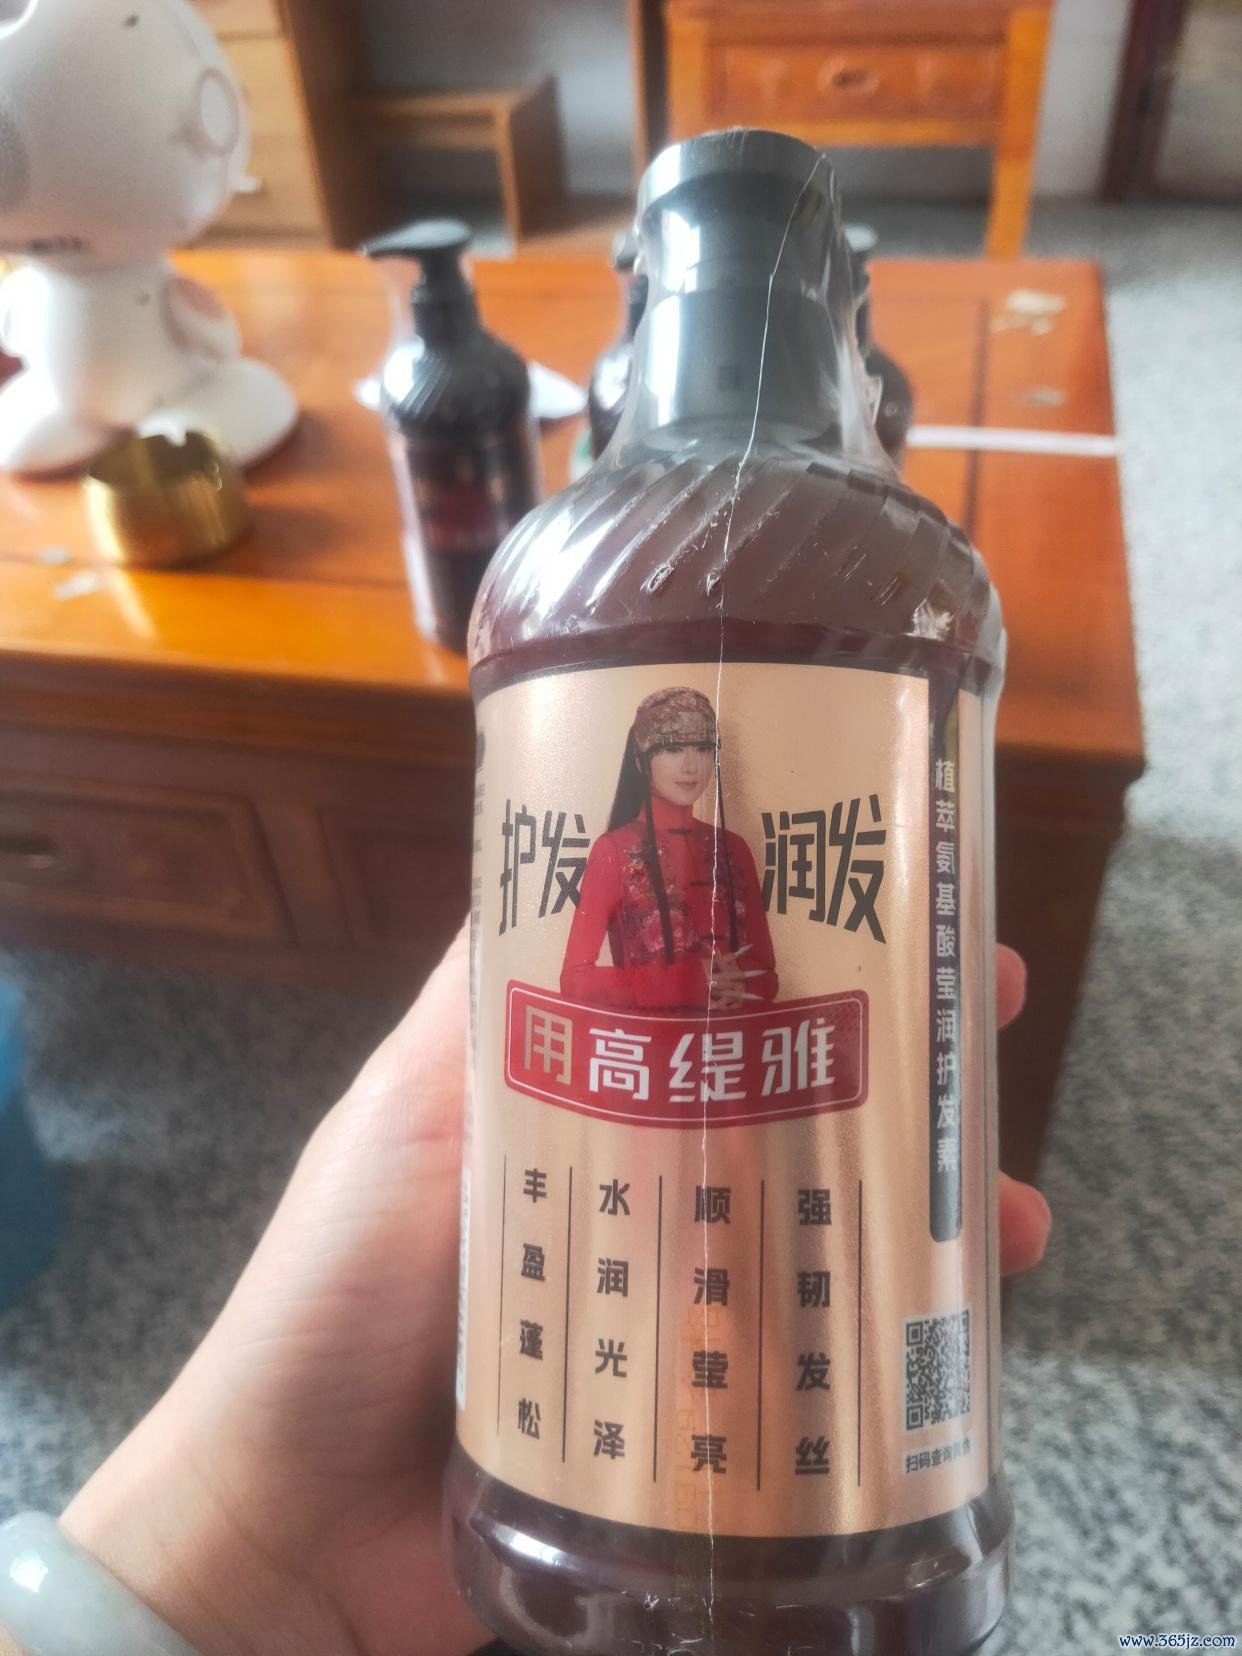 护发 润发
用高缇雅
丰盈蓬松
水润光泽
顺滑莹亮
强韧发丝
植萃氨基酸莹润护发素
扫码查询
www.365jz.com